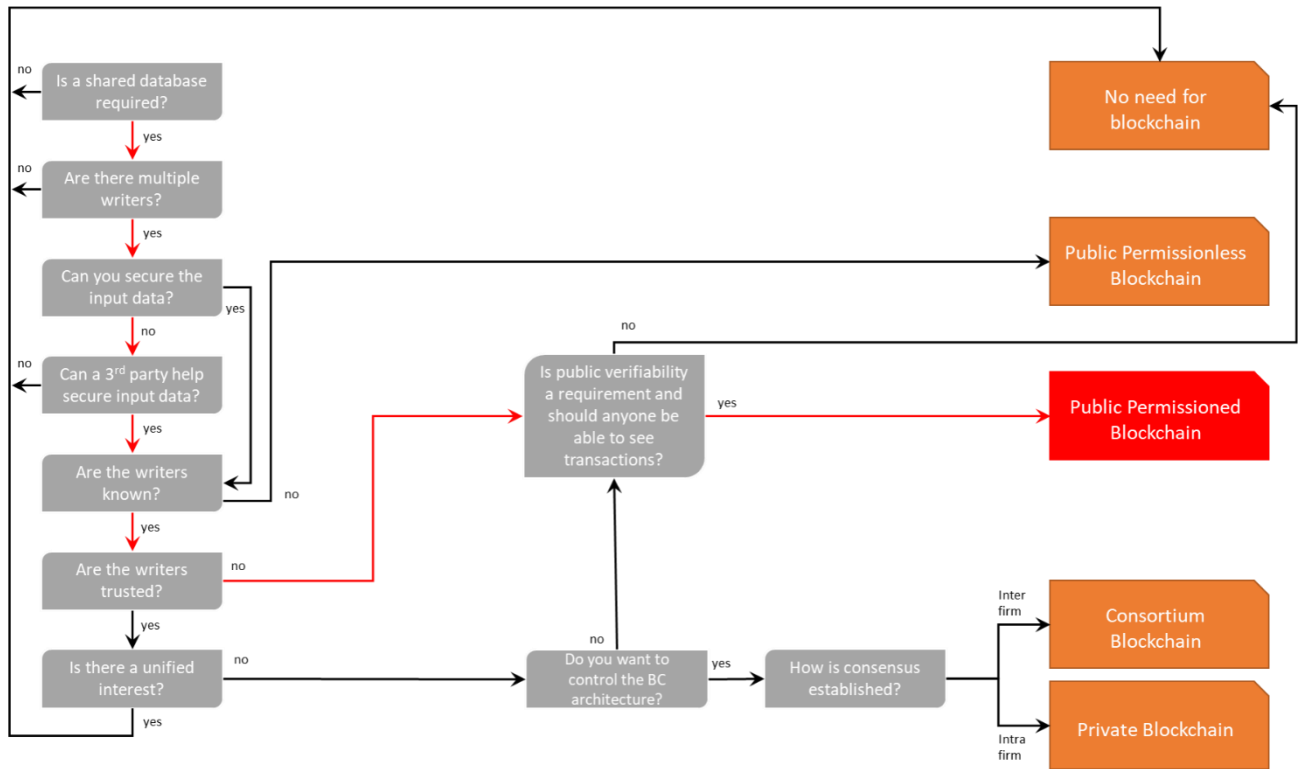 no
Is a shared database
required?
yes
No need for
blockchain
no
Are there multiple
writers?
yes
Can you secure the
input data?
yes
no
Public Permissionless
Blockchain
no
Can a 3rd party help
secure input data?
yes
no
Is public verifiability
a requirement and
should anyone be
able to see
transactions?
yes
Public Permissioned
Blockchain
Are the writers
known?
no
yes
Are the writers
trusted?
no
yes
Is there a unified
interest?
no
yes
no
Do you want to
control the BC
architecture?
yes
How is consensus
established?
Inter
firm
Consortium
Blockchain
Intra
firm
Private Blockchain